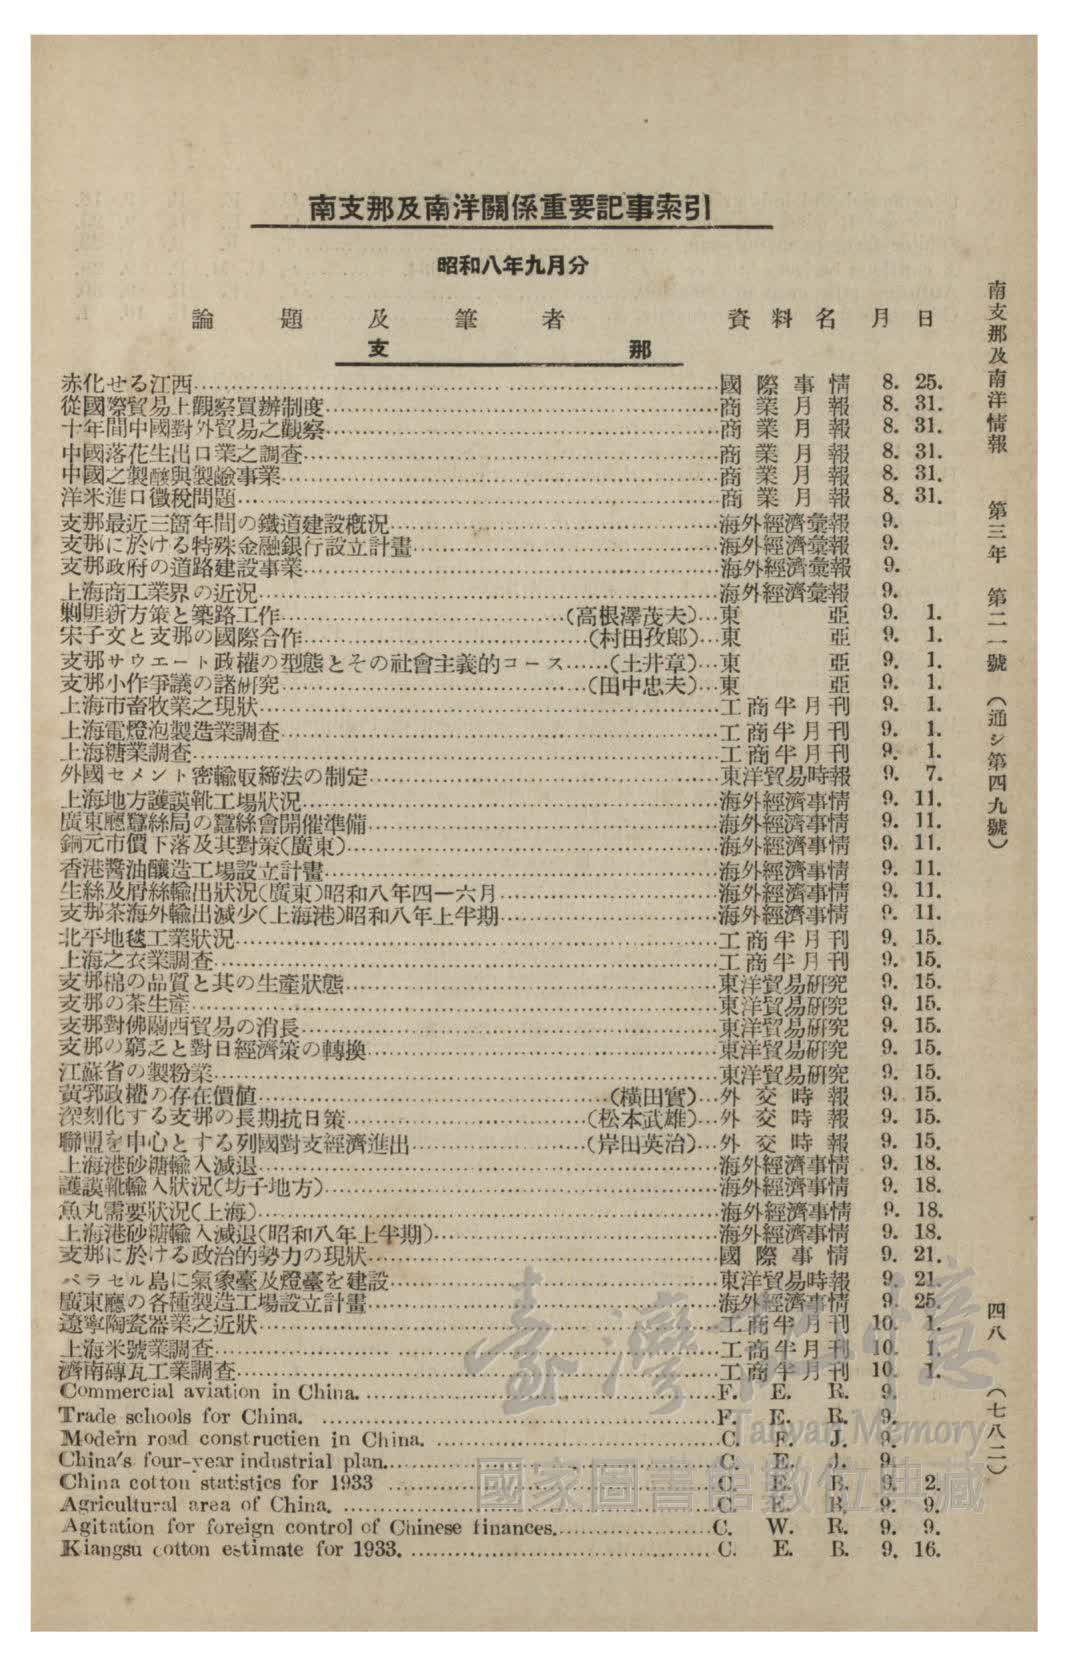 南支那及南洋關係重要記事索引
昭和八年九月分
論題及筆者 資料名 月 日
支那
赤化せる江西 國際事情 8. 25.
從國際貿易上觀察買辦制度 商業月報 8. 31.
十年間中國對外貿易之觀察 商業月報 8. 31.
中國落花生出口業之調查 商業月報 8. 31.
中國之製酸與製鹼事業 商業月報 8. 31.
洋米進口徵稅問題 商業月報 8. 31.
支那最近三箇年間の鐵道建設槪況 海外經濟彙報 9.
支那に於ける特殊金融銀行設立計畫 海外經濟彙報 9.
支那政府の道路建設事業 海外經濟彙報 9.
上海商工業界の近況 海外經濟彙報 9.
剿匪新方策と築路工作 (高根澤茂夫) 東亞 9. 1.
宋子文と支那の國際合作 (村田孜郎) 東亞 9. 1.
支那サウエート政權の型態とその社會主義的コース (土井章) 東亞 9. 1.
支那小作爭議の諸硏究 (田中忠夫) 東亞 9. 1.
上海市畜牧業之現狀 工商半月刊 9. 1.
上海電燈泡製造業調查 工商半月刊 9. 1.
上海糖業調查 工商半月刊 9. 1.
外國セメント密輸取締法の制定 東洋貿易時報 9. 7.
上海地方護謨靴工場狀況 海外經濟事情 9. 11.
廣東廳蠶絲局の蠶絲會開催準備 海外經濟事情 9. 11.
銅元市價下落及其對策(廣東) 海外經濟事情 9. 11.
香港醬油釀造工場設立計畫 海外經濟事情 9. 11.
生絲及屑絲輸出狀況(廣東)昭和八年四—六月 海外經濟事情 9. 11.
支那茶海外輸出減少(上海港)昭和八年上半期 海外經濟事情 9. 11.
北平地毯工業狀況 工商半月刊 9. 15.
上海之衣業調查 工商半月刊 9. 15.
支那棉の品質と其の生產狀態 東洋貿易硏究 9. 15.
支那の茶生產 東洋貿易硏究 9. 15.
支那對佛蘭西貿易の消長 東洋貿易硏究 9. 15.
支那の窮乏と對日經濟策の轉換 東洋貿易硏究 9. 15.
江蘇省の製粉業 東洋貿易硏究 9. 15.
黃郛政權の存在價値 (橫田實) 外交時報 9. 15.
深刻化する支那の長期抗日策 (松本武雄) 外交時報 9. 15.
聯盟を中心とする列國對支經濟進出 (岸田英治) 外交時報 9. 15.
上海港砂糖輸入減退 海外經濟事情 9. 18.
護謨靴輸入狀況(坊子地方) 海外經濟事情 9. 18.
魚丸需要狀況(上海) 海外經濟事情 9. 18.
上海港砂糖輸入減退(昭和八年上半期) 海外經濟事情 9. 18.
支那に於ける政治的勢力の現狀 國際事情 9. 21.
パラセル島に氣象臺及燈臺を建設 東洋貿易時報 9. 21.
廣東廳の各種製造工場設立計畫 海外經濟事情 9. 25.
遼寧陶瓷器業之近狀 工商半月刊 10. 1.
上海米號業調查 工商半月刊 10. 1.
濟南磚瓦工業調查 工商半月刊 10. 1.
Commercial aviation in China. F. E. R. 9.
Trade schools for China. F. E. R. 9.
Modern road constructien in China. C. E. J. 9.
China's four-year industrial plan. C. E. J. 9.
China cotton statistics for 1933 C. E. B. 9. 2.
Agricultural area of China. C. E. B. 9. 9.
Agitation for foreign control of Chinese finances. C. W. R. 9. 9.
Kiangsu cotton estimate for 1933. C. E. B. 9. 16.
南支那及南洋情報 第三年 第二一號 (通シ第四九號)
四八 (七八二)
臺灣記憶
Taiwan Memory
國家圖書館數位典藏